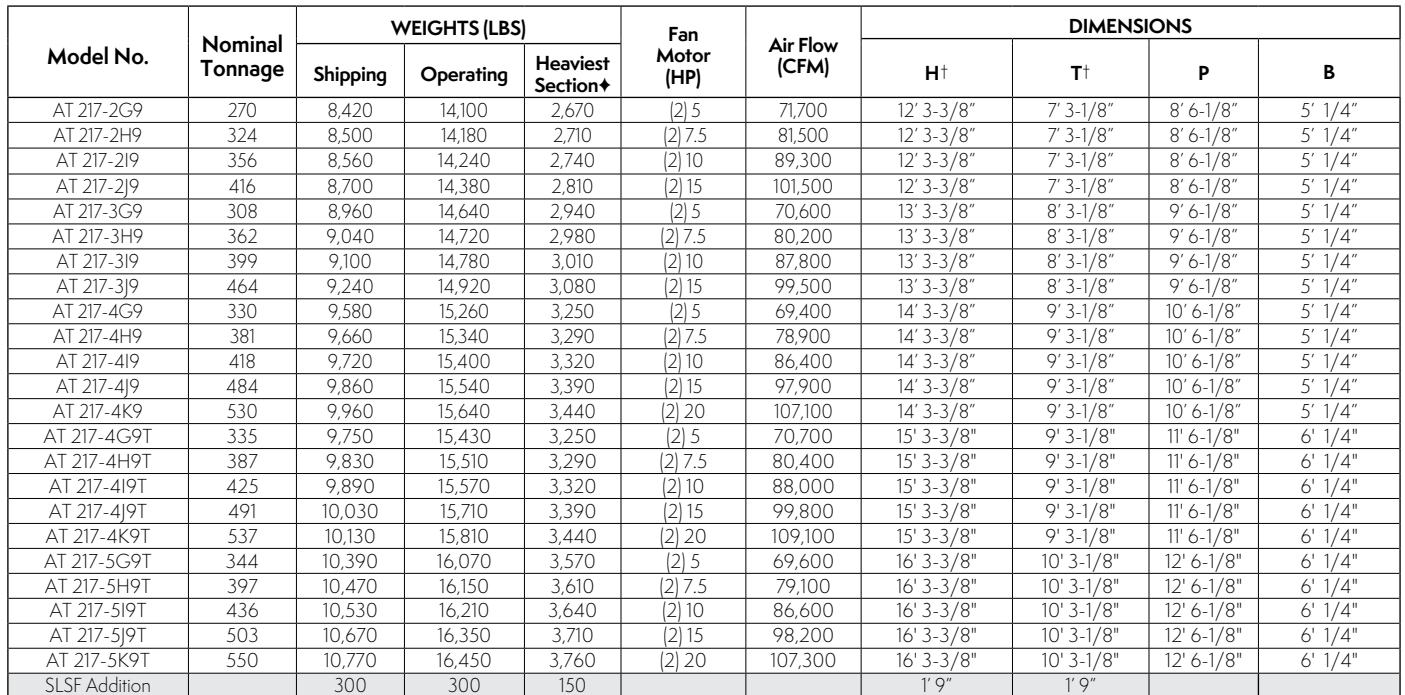 Model No. Nominal Tonnage WEIGHTS (LBS) Fan Motor (HP) Air Flow (CFM) DIMENSIONS
Shipping Operating Heaviest Section✦ H† T† P B
AT 217-2G9 270 8,420 14,100 2,670 (2) 5 71,700 12′ 3-3/8″ 7′ 3-1/8″ 8′ 6-1/8″ 5′ 1/4″
AT 217-2H9 324 8,500 14,180 2,710 (2) 7.5 81,500 12′ 3-3/8″ 7′ 3-1/8″ 8′ 6-1/8″ 5′ 1/4″
AT 217-2I9 356 8,560 14,240 2,740 (2) 10 89,300 12′ 3-3/8″ 7′ 3-1/8″ 8′ 6-1/8″ 5′ 1/4″
AT 217-2J9 416 8,700 14,380 2,810 (2) 15 101,500 12′ 3-3/8″ 7′ 3-1/8″ 8′ 6-1/8″ 5′ 1/4″
AT 217-3G9 308 8,960 14,640 2,940 (2) 5 70,600 13′ 3-3/8″ 8′ 3-1/8″ 9′ 6-1/8″ 5′ 1/4″
AT 217-3H9 362 9,040 14,720 2,980 (2) 7.5 80,200 13′ 3-3/8″ 8′ 3-1/8″ 9′ 6-1/8″ 5′ 1/4″
AT 217-3I9 399 9,100 14,780 3,010 (2) 10 87,800 13′ 3-3/8″ 8′ 3-1/8″ 9′ 6-1/8″ 5′ 1/4″
AT 217-3J9 464 9,240 14,920 3,080 (2) 15 99,500 13′ 3-3/8″ 8′ 3-1/8″ 9′ 6-1/8″ 5′ 1/4″
AT 217-4G9 330 9,580 15,260 3,250 (2) 5 69,400 14′ 3-3/8″ 9′ 3-1/8″ 10′ 6-1/8″ 5′ 1/4″
AT 217-4H9 381 9,660 15,340 3,290 (2) 7.5 78,900 14′ 3-3/8″ 9′ 3-1/8″ 10′ 6-1/8″ 5′ 1/4″
AT 217-4I9 418 9,720 15,400 3,320 (2) 10 86,400 14′ 3-3/8″ 9′ 3-1/8″ 10′ 6-1/8″ 5′ 1/4″
AT 217-4J9 484 9,860 15,540 3,390 (2) 15 97,900 14′ 3-3/8″ 9′ 3-1/8″ 10′ 6-1/8″ 5′ 1/4″
AT 217-4K9 530 9,960 15,640 3,440 (2) 20 107,100 14′ 3-3/8″ 9′ 3-1/8″ 10′ 6-1/8″ 5′ 1/4″
AT 217-4G9T 335 9,750 15,430 3,250 (2) 5 70,700 15' 3-3/8" 9' 3-1/8" 11' 6-1/8" 6' 1/4"
AT 217-4H9T 387 9,830 15,510 3,290 (2) 7.5 80,400 15' 3-3/8" 9' 3-1/8" 11' 6-1/8" 6' 1/4"
AT 217-4I9T 425 9,890 15,570 3,320 (2) 10 88,000 15' 3-3/8" 9' 3-1/8" 11' 6-1/8" 6' 1/4"
AT 217-4J9T 491 10,030 15,710 3,390 (2) 15 99,800 15' 3-3/8" 9' 3-1/8" 11' 6-1/8" 6' 1/4"
AT 217-4K9T 537 10,130 15,810 3,440 (2) 20 109,100 15' 3-3/8" 9' 3-1/8" 11' 6-1/8" 6' 1/4"
AT 217-5G9T 344 10,390 16,070 3,570 (2) 5 69,600 16' 3-3/8" 10' 3-1/8" 12' 6-1/8" 6' 1/4"
AT 217-5H9T 397 10,470 16,150 3,610 (2) 7.5 79,100 16' 3-3/8" 10' 3-1/8" 12' 6-1/8" 6' 1/4"
AT 217-5I9T 436 10,530 16,210 3,640 (2) 10 86,600 16' 3-3/8" 10' 3-1/8" 12' 6-1/8" 6' 1/4"
AT 217-5J9T 503 10,670 16,350 3,710 (2) 15 98,200 16' 3-3/8" 10' 3-1/8" 12' 6-1/8" 6' 1/4"
AT 217-5K9T 550 10,770 16,450 3,760 (2) 20 107,300 16' 3-3/8" 10' 3-1/8" 12' 6-1/8" 6' 1/4"
SLSF Addition 300 300 150 1′ 9″ 1′ 9″